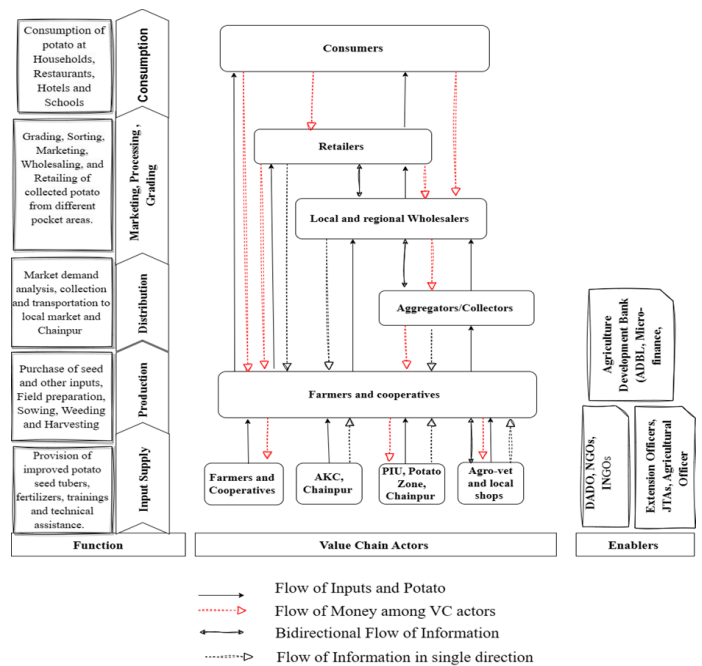 Consumption of
potato at
Households,
Restaurants,
Hotels and
Schools
Consumption
Consumers
Grading, Sorting,
Marketing,
Wholesaling, and
Retailing of
collected potato
from different
pocket areas.
Marketing, Processing ,
Grading
Retailers
Local and regional Wholesalers
Market demand
analysis, collection
and transportation to
local market and
Chainpur
Distribution
Aggregators/Collectors
Agriculture
Development Bank
(ADBL, Micro-
finance,
Purchase of seed
and other inputs,
Field preparation,
Sowing, Weeding
and Harvesting
Production
Farmers and cooperatives
Provision of
improved potato
seed tubers,
fertilizers, trainings
and technical
assistance.
Input Supply
Farmers and
Cooperatives
AKC,
Chainpur
PIU, Potato
Zone,
Chainpur
Agro-vet
and local
shops
DADO, NGOs,
INGOs
Extension Officers,
JTAs, Agricultural
Officer
Function
Value Chain Actors
Enablers
Flow of Inputs and Potato
Flow of Money among VC actors
Bidirectional Flow of Information
Flow of Information in single direction